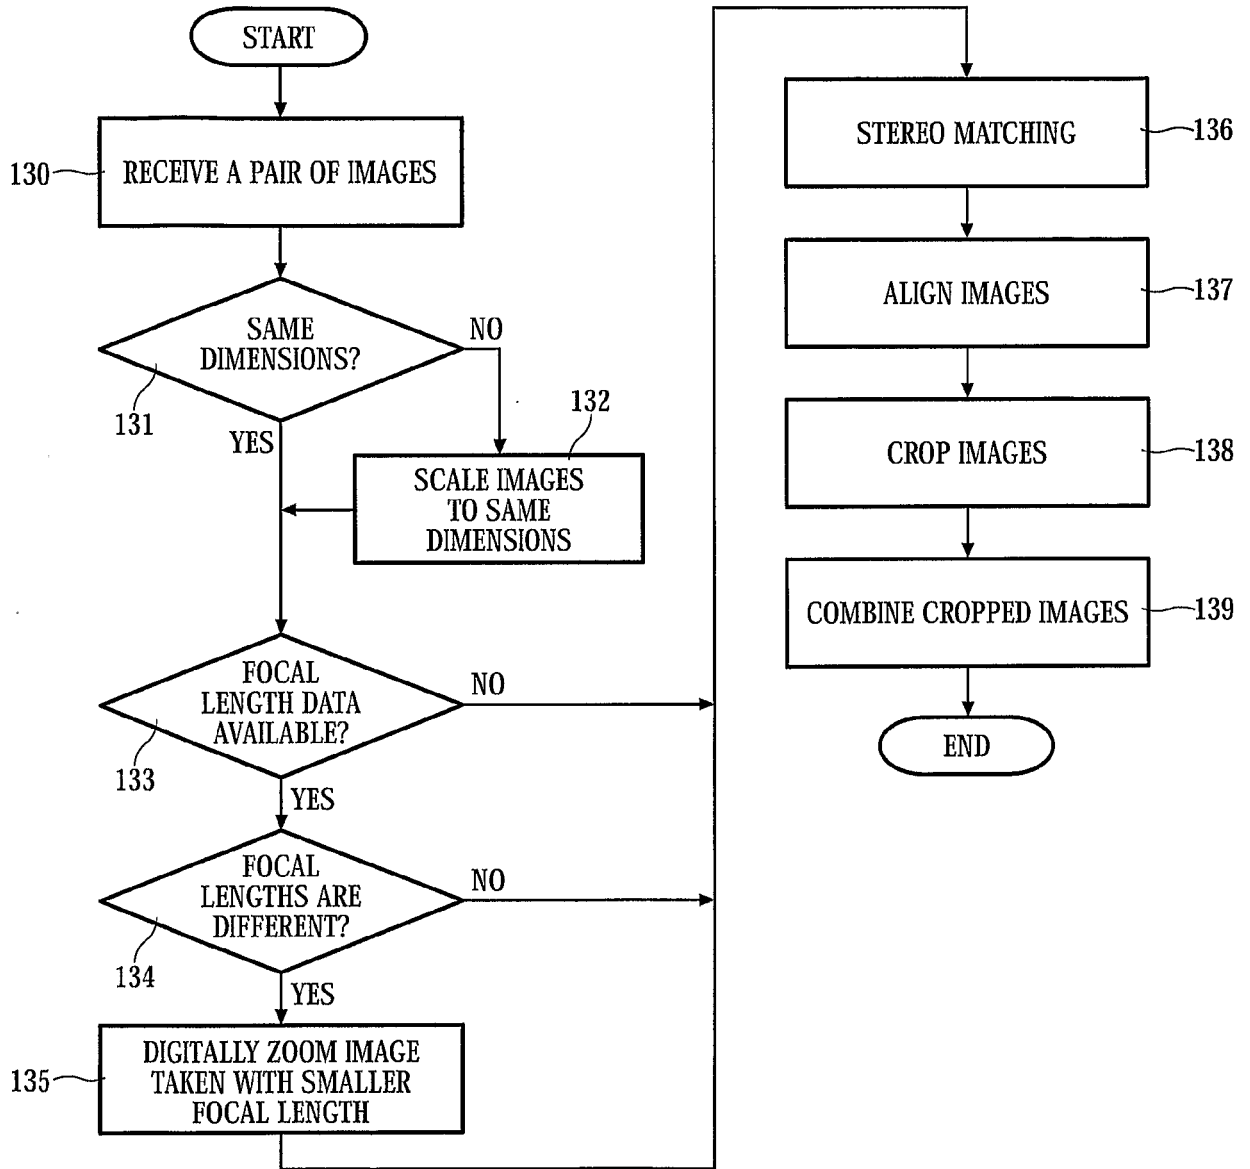 START
130
RECEIVE A PAIR OF IMAGES
SAME
DIMENSIONS?
NO
131
YES
132
SCALE IMAGES
TO SAME
DIMENSIONS
FOCAL
LENGTH DATA
AVAILABLE?
NO
133
YES
FOCAL
LENGTHS ARE
DIFFERENT?
NO
134
YES
135
DIGITALLY ZOOM IMAGE
TAKEN WITH SMALLER
FOCAL LENGTH
STEREO MATCHING
136
ALIGN IMAGES
137
CROP IMAGES
138
COMBINE CROPPED IMAGES
139
END